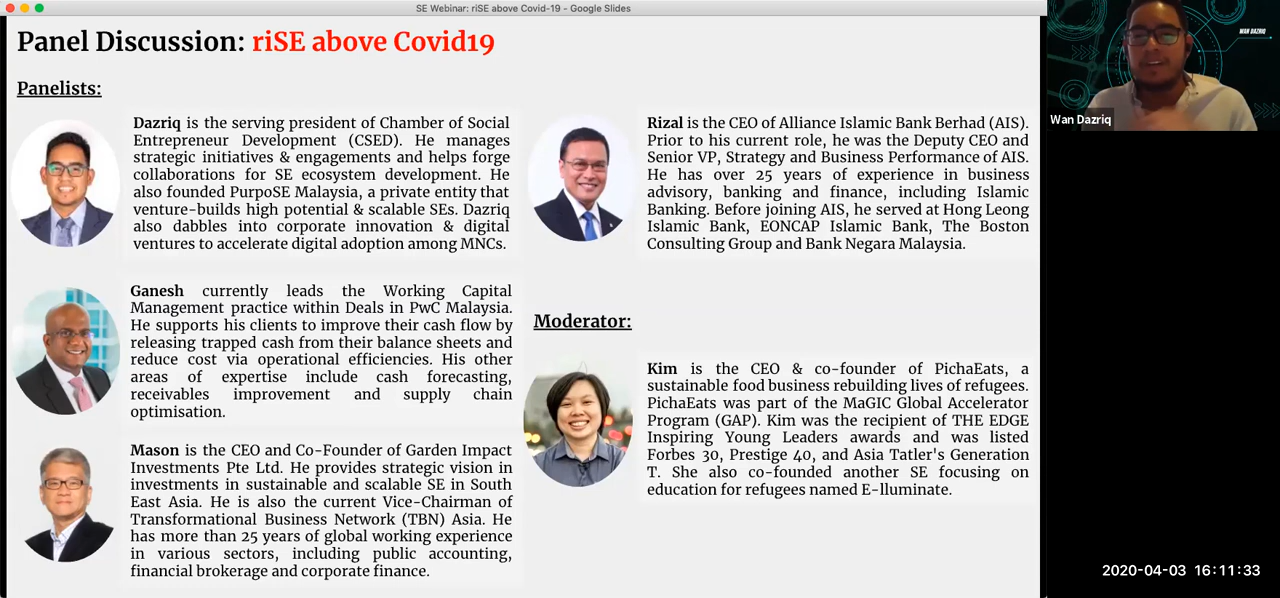 SE Webinar: riSE above Covid-19 - Google Slides
Panel Discussion: riSE above Covid19
Panelists:
Dazriq is the serving president of Chamber of Social
Entrepreneur Development (CSED). He manages
strategic initiatives & engagements and helps forge
collaborations for SE ecosystem development. He
also founded PurpoSE Malaysia, a private entity that
venture-builds high potential & scalable SEs. Dazriq
also dabbles into corporate innovation & digital
ventures to accelerate digital adoption among MNCs.
Ganesh currently leads the Working Capital
Management practice within Deals in PwC Malaysia.
He supports his clients to improve their cash flow by
releasing trapped cash from their balance sheets and
reduce cost via operational efficiencies. His other
areas of expertise include cash forecasting,
receivables improvement and supply chain
optimisation.
Mason is the CEO and Co-Founder of Garden Impact
Investments Pte Ltd. He provides strategic vision in
investments in sustainable and scalable SE in South
East Asia. He is also the current Vice-Chairman of
Transformational Business Network (TBN) Asia. He
has more than 25 years of global working experience
in various sectors, including public accounting,
financial brokerage and corporate finance.
Rizal is the CEO of Alliance Islamic Bank Berhad (AIS).
Prior to his current role, he was the Deputy CEO and
Senior VP, Strategy and Business Performance of AIS.
He has over 25 years of experience in business
advisory, banking and finance, including Islamic
Banking. Before joining AIS, he served at Hong Leong
Islamic Bank, EONCAP Islamic Bank, The Boston
Consulting Group and Bank Negara Malaysia.
Moderator:
Kim is the CEO & co-founder of PichaEats, a
sustainable food business rebuilding lives of refugees.
PichaEats was part of the MaGIC Global Accelerator
Program (GAP). Kim was the recipient of THE EDGE
Inspiring Young Leaders awards and was listed
Forbes 30, Prestige 40, and Asia Tatler's Generation
T. She also co-founded another SE focusing on
education for refugees named E-lluminate.
WAN DAZRIQ
Wan Dazriq
2020-04-03 16:11:33